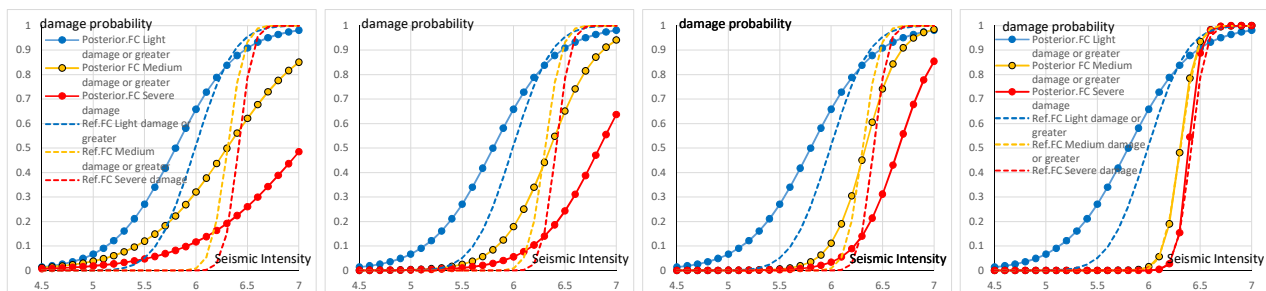 damage probability
1
0.9
0.8
0.7
0.6
0.5
0.4
0.3
0.2
0.1
0
Posterior.FC Light
damage or greater
Posterior FC Medium
damage or greater
Posterior.FC Severe
damage
Ref.FC Light damage or
greater
Ref.FC Medium
damage or greater
Ref.FC Severe damage
Seismic Intensity
4.5 5 5.5 6 6.5 7
damage probability
1
0.9
0.8
0.7
0.6
0.5
0.4
0.3
0.2
0.1
0
Seismic Intensity
4.5 5 5.5 6 6.5 7
damage probability
1
0.9
0.8
0.7
0.6
0.5
0.4
0.3
0.2
0.1
0
Seismic Intensity
4.5 5 5.5 6 6.5 7
damage probability
1
0.9
0.8
0.7
0.6
0.5
0.4
0.3
0.2
0.1
0
Posterior.FC Light
damage or greater
Posterior FC Medium
damage or greater
Posterior.FC Severe
damage
Ref.FC Light damage or
greater
Ref.FC Medium damage
or greater
Ref.FC Severe damage
Seismic Intensity
4.5 5 5.5 6 6.5 7